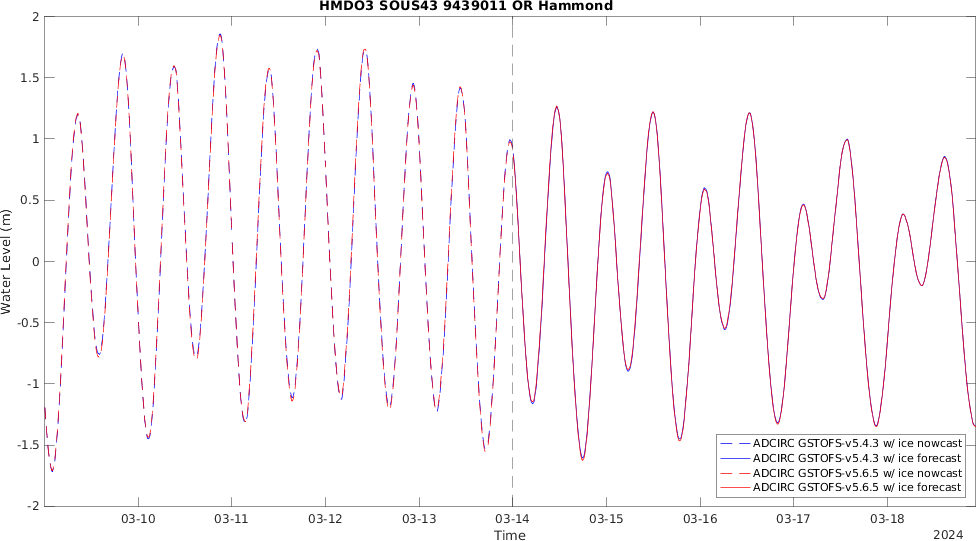 HMDO3 SOUS43 9439011 OR Hammond
2
1.5
1
0.5
0
-0.5
-1
-1.5
-2
Water Level (m)
ADCIRC GSTOFS-v5.4.3 w/ ice nowcast
ADCIRC GSTOFS-v5.4.3 w/ ice forecast
ADCIRC GSTOFS-v5.6.5 w/ ice nowcast
ADCIRC GSTOFS-v5.6.5 w/ ice forecast
03-10 03-11 03-12 03-13 03-14 03-15 03-16 03-17 03-18
Time
2024